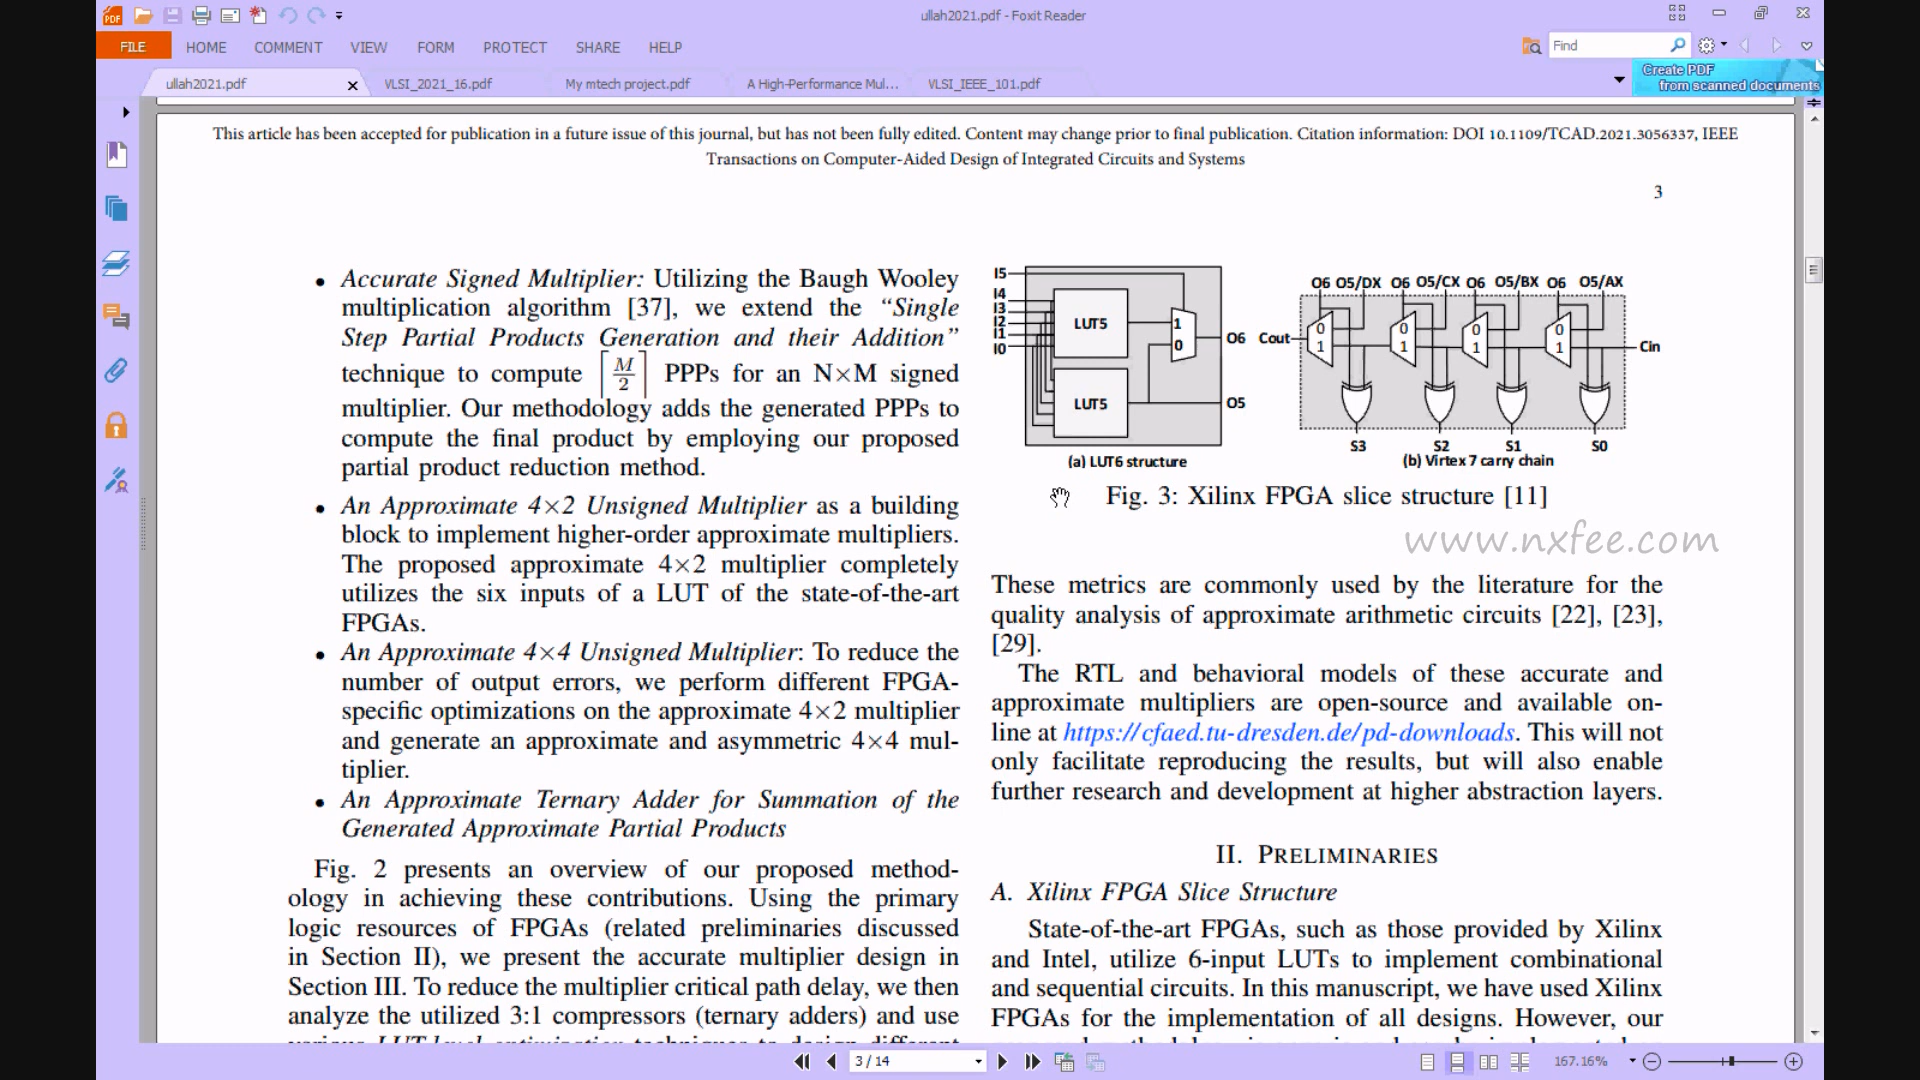 ullah2021.pdf - Foxit Reader
FILE HOME COMMENT VIEW FORM PROTECT SHARE HELP
Find
ullah2021.pdf VLSI_2021_16.pdf My mtech project.pdf A High-Performance Mul... VLSI_IEEE_101.pdf
Create PDF
from scanned documents
This article has been accepted for publication in a future issue of this journal, but has not been fully edited. Content may change prior to final publication. Citation information: DOI 10.1109/TCAD.2021.3056337, IEEE
Transactions on Computer-Aided Design of Integrated Circuits and Systems
3
• Accurate Signed Multiplier: Utilizing the Baugh Wooley
multiplication algorithm [37], we extend the “Single
Step Partial Products Generation and their Addition”
technique to compute ⌈M/2⌉ PPPs for an N×M signed
multiplier. Our methodology adds the generated PPPs to
compute the final product by employing our proposed
partial product reduction method.
• An Approximate 4×2 Unsigned Multiplier as a building
block to implement higher-order approximate multipliers.
The proposed approximate 4×2 multiplier completely
utilizes the six inputs of a LUT of the state-of-the-art
FPGAs.
• An Approximate 4×4 Unsigned Multiplier: To reduce the
number of output errors, we perform different FPGA-
specific optimizations on the approximate 4×2 multiplier
and generate an approximate and asymmetric 4×4 mul-
tiplier.
• An Approximate Ternary Adder for Summation of the
Generated Approximate Partial Products
Fig. 2 presents an overview of our proposed method-
ology in achieving these contributions. Using the primary
logic resources of FPGAs (related preliminaries discussed
in Section II), we present the accurate multiplier design in
Section III. To reduce the multiplier critical path delay, we then
analyze the utilized 3:1 compressors (ternary adders) and use
I5
I4
I3
I2
I1
I0
LUT5
LUT5
1
0
O6
O5
(a) LUT6 structure
O6 O5/DX O6 O5/CX O6 O5/BX O6 O5/AX
Cout 0 0 0 0 Cin
1 1 1 1
S3 S2 S1 S0
(b) Virtex 7 carry chain
Fig. 3: Xilinx FPGA slice structure [11]
www.nxfee.com
These metrics are commonly used by the literature for the
quality analysis of approximate arithmetic circuits [22], [23],
[29].
The RTL and behavioral models of these accurate and
approximate multipliers are open-source and available on-
line at https://cfaed.tu-dresden.de/pd-downloads. This will not
only facilitate reproducing the results, but will also enable
further research and development at higher abstraction layers.
II. PRELIMINARIES
A. Xilinx FPGA Slice Structure
State-of-the-art FPGAs, such as those provided by Xilinx
and Intel, utilize 6-input LUTs to implement combinational
and sequential circuits. In this manuscript, we have used Xilinx
FPGAs for the implementation of all designs. However, our
3 / 14
167.16%